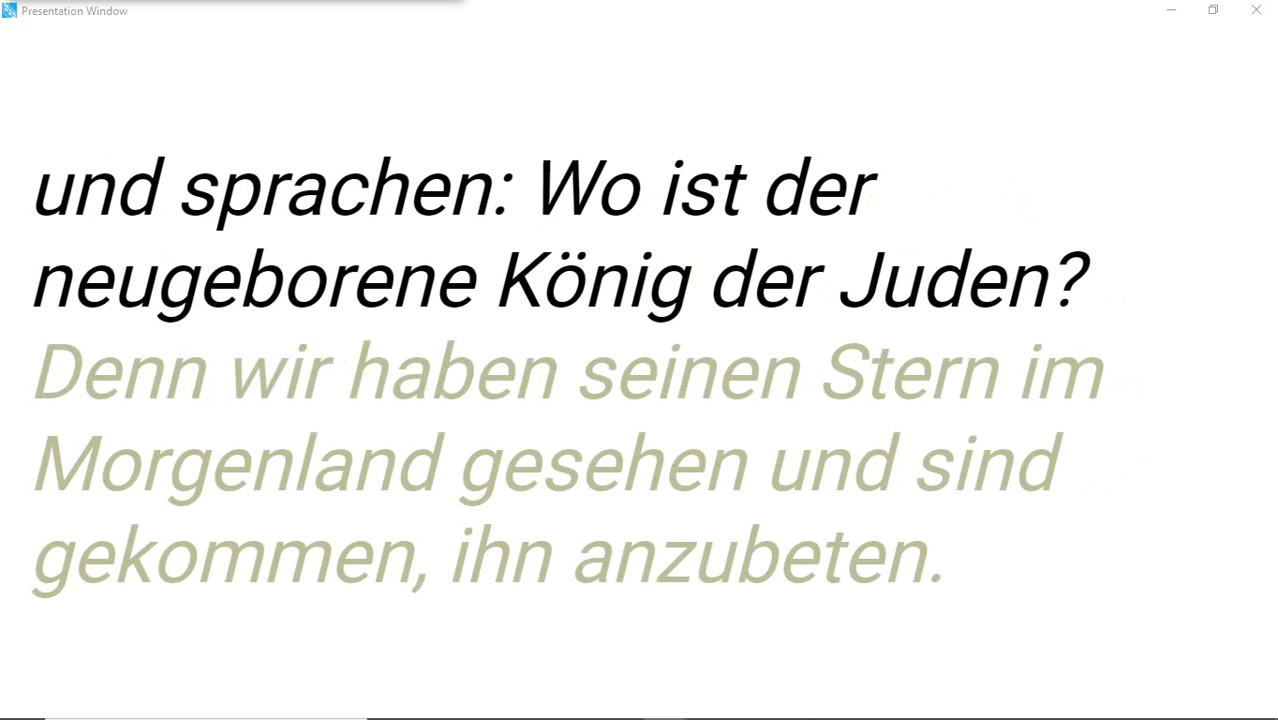 Presentation Window
und sprachen: Wo ist der
neugeborene König der Juden?
Denn wir haben seinen Stern im
Morgenland gesehen und sind
gekommen, ihn anzubeten.